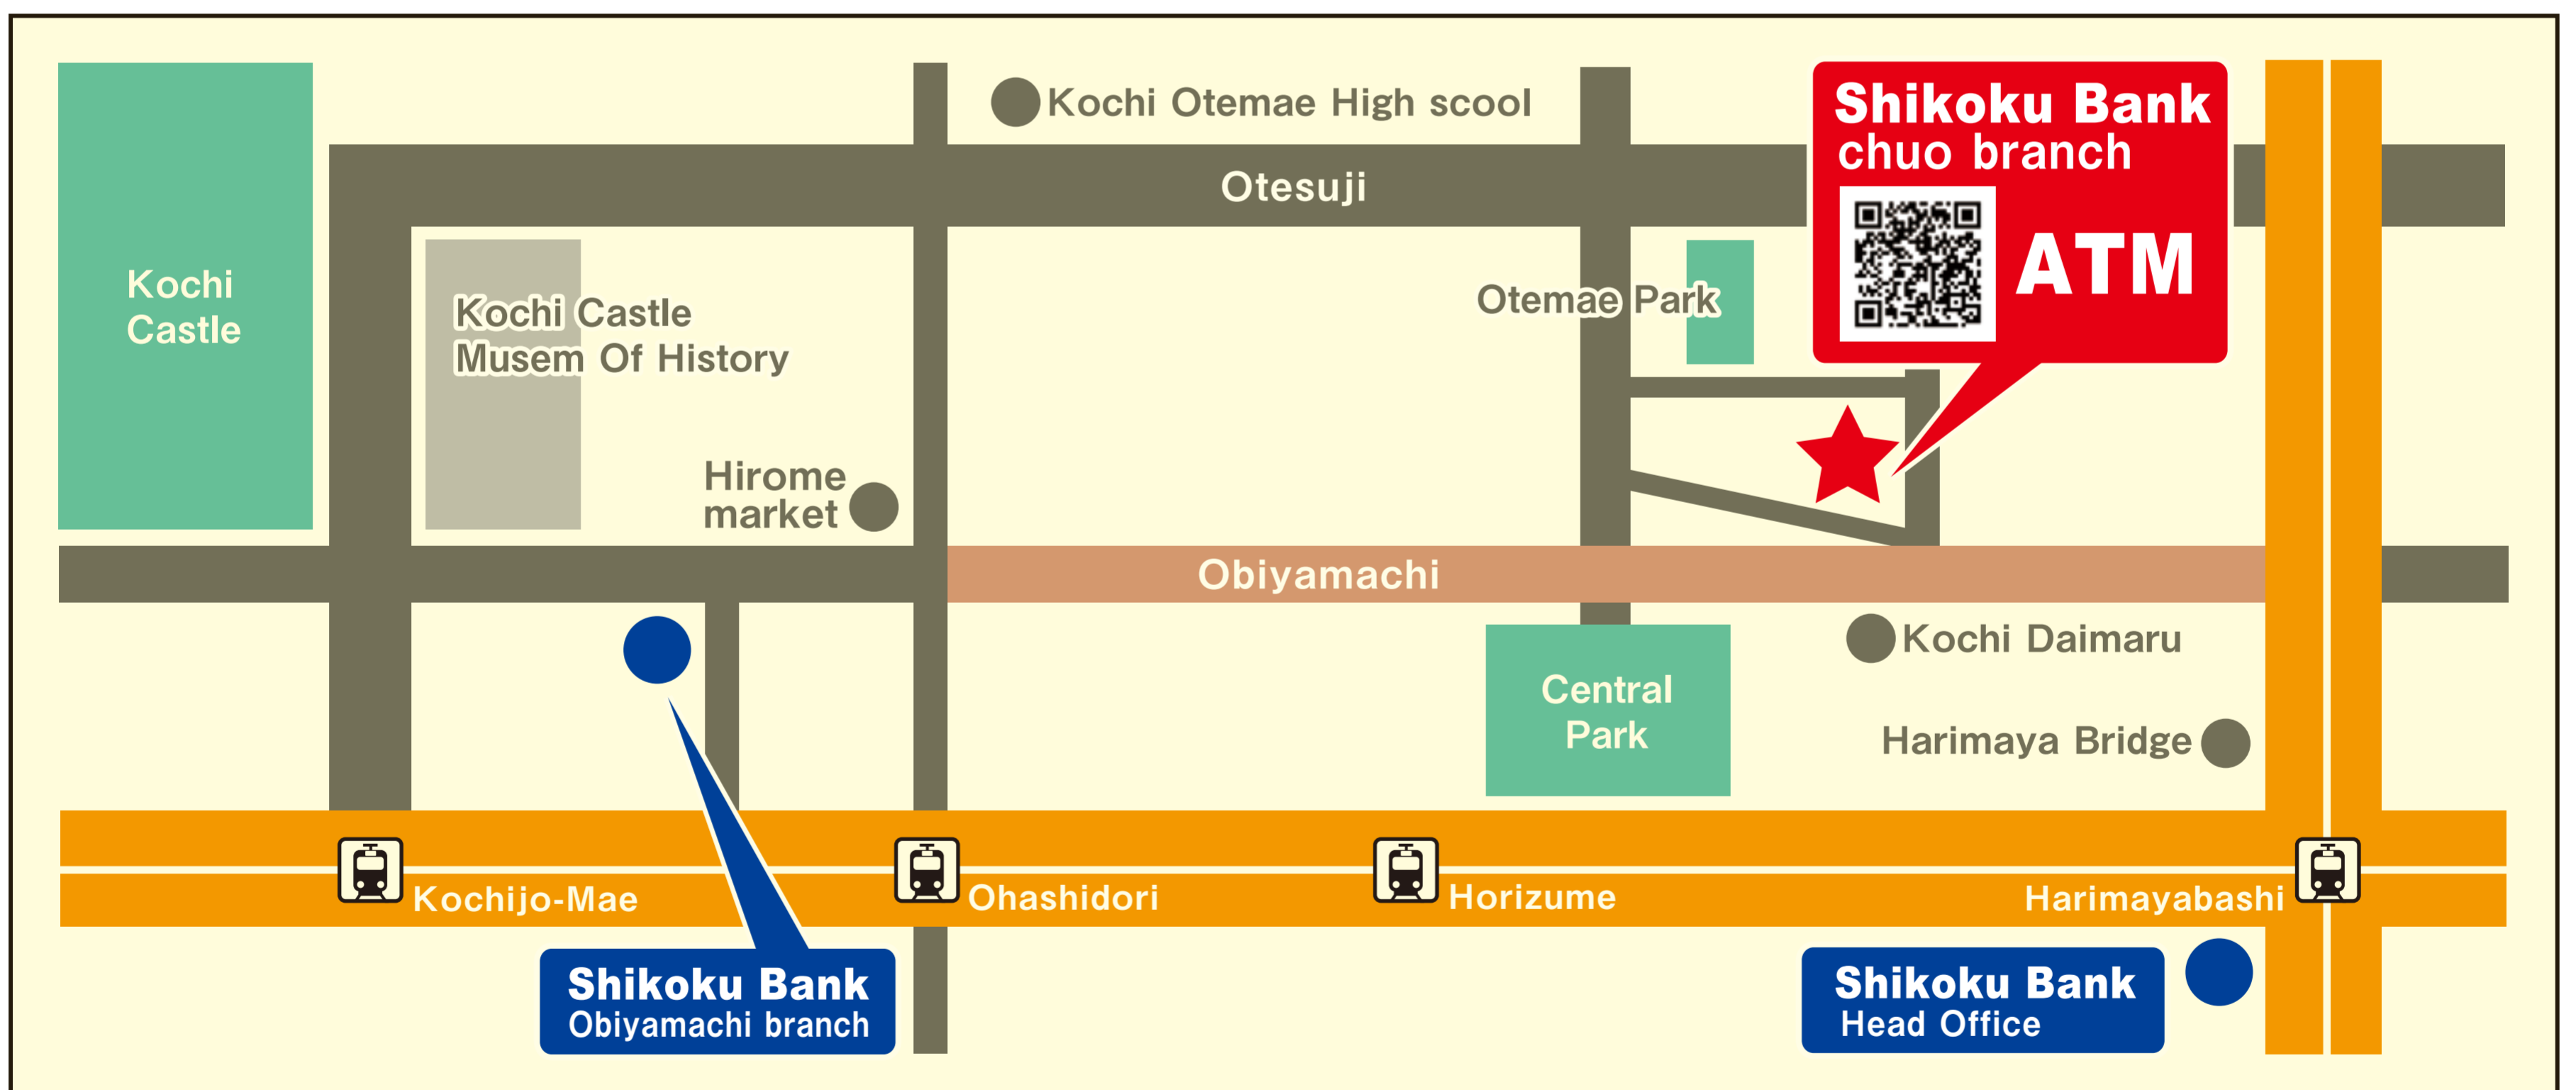 Kochi Otemae High scool
Shikoku Bank
chuo branch
ATM
Otesuji
Kochi
Castle
Kochi Castle
Musem Of History
Otemae Park
Hirome
market
Obiyamachi
Kochi Daimaru
Central
Park
Harimaya Bridge
Kochijo-Mae
Ohashidori
Horizume
Harimayabashi
Shikoku Bank
Obiyamachi branch
Shikoku Bank
Head Office